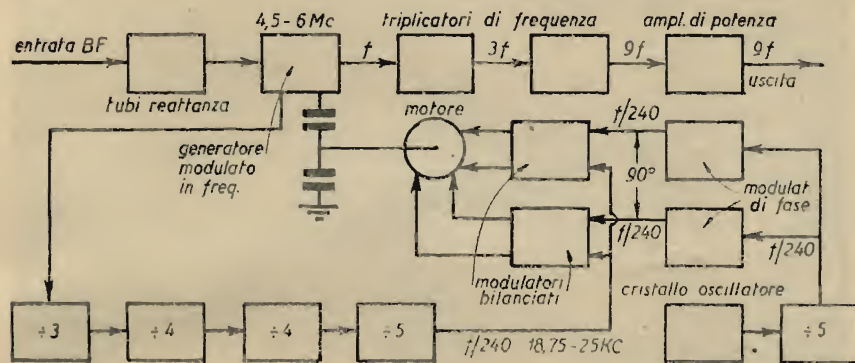 4,5-6Mc
triplicatori di frequenza
ampl. di potenza
entrata BF
f
3f
9f
9f
uscita
tubi reattanza
motore
f/240
generatore
modulato
in freq.
90°
modulat.
di fase
f/240
f/240
modulatori
bilanciati
cristallo oscillatore
÷3
÷4
÷4
÷5
÷5
f/240 18,75-25KC